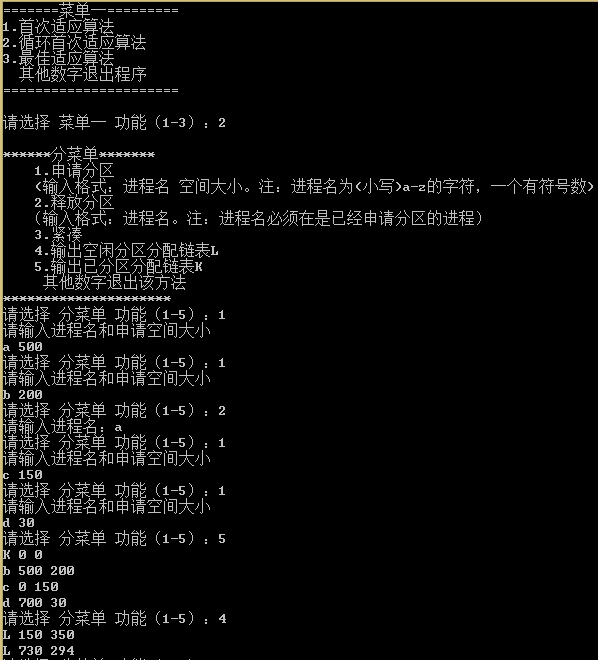 =======菜单一=========
1.首次适应算法
2.循环首次适应算法
3.最佳适应算法
  其他数字退出程序
======================

请选择 菜单一 功能（1-3）：2

******分菜单*******
    1.申请分区
    (输入格式：进程名 空间大小。注：进程名为(小写)a-z的字符，一个有符号数)
    2.释放分区
    (输入格式：进程名。注：进程名必须在是已经申请分区的进程)
    3.紧凑
    4.输出空闲分区分配链表L
    5.输出已分区分配链表K
     其他数字退出该方法
*********************
请选择 分菜单 功能（1-5）：1
请输入进程名和申请空间大小
a 500
请选择 分菜单 功能（1-5）：1
请输入进程名和申请空间大小
b 200
请选择 分菜单 功能（1-5）：2
请输入进程名：a
请选择 分菜单 功能（1-5）：1
请输入进程名和申请空间大小
c 150
请选择 分菜单 功能（1-5）：1
请输入进程名和申请空间大小
d 30
请选择 分菜单 功能（1-5）：5
K 0 0
b 500 200
c 0 150
d 700 30
请选择 分菜单 功能（1-5）：4
L 150 350
L 730 294